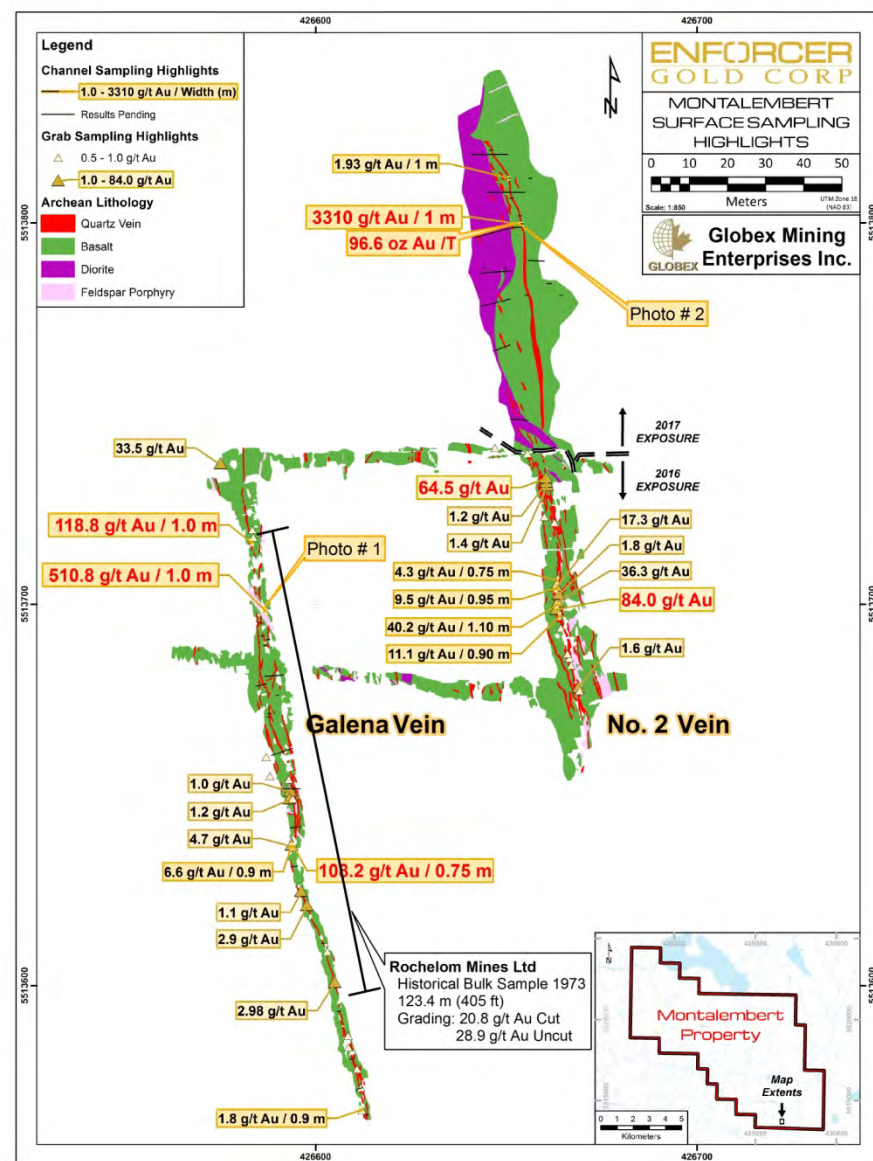 426600
426700
Legend
Channel Sampling Highlights
1.0 - 3310 g/t Au / Width (m)
Results Pending
Grab Sampling Highlights
0.5 - 1.0 g/t Au
1.0 - 84.0 g/t Au
Archean Lithology
Quartz Vein
Basalt
Diorite
Feldspar Porphyry
N
ENFORCER
GOLD CORP
MONTALEMBERT
SURFACE SAMPLING
HIGHLIGHTS
0 10 20 30 40 50
Meters
Scale: 1:850
UTM Zone 18
(NAD 83)
GLOBEX
Globex Mining
Enterprises Inc.
5513800
5513800
1.93 g/t Au / 1 m
3310 g/t Au / 1 m
96.6 oz Au /T
Photo # 2
2017
EXPOSURE
2016
EXPOSURE
33.5 g/t Au
64.5 g/t Au
1.2 g/t Au
1.4 g/t Au
17.3 g/t Au
1.8 g/t Au
36.3 g/t Au
84.0 g/t Au
118.8 g/t Au / 1.0 m
Photo # 1
510.8 g/t Au / 1.0 m
4.3 g/t Au / 0.75 m
9.5 g/t Au / 0.95 m
40.2 g/t Au / 1.10 m
11.1 g/t Au / 0.90 m
1.6 g/t Au
5513700
5513700
Galena Vein
No. 2 Vein
1.0 g/t Au
1.2 g/t Au
4.7 g/t Au
6.6 g/t Au / 0.9 m
103.2 g/t Au / 0.75 m
1.1 g/t Au
2.9 g/t Au
2.98 g/t Au
1.8 g/t Au / 0.9 m
Rochelom Mines Ltd
Historical Bulk Sample 1973
123.4 m (405 ft)
Grading: 20.8 g/t Au Cut
28.9 g/t Au Uncut
5513600
5513600
Montalembert
Property
Map
Extents
0 1 2 3 4 5
Kilometers
426600
426700